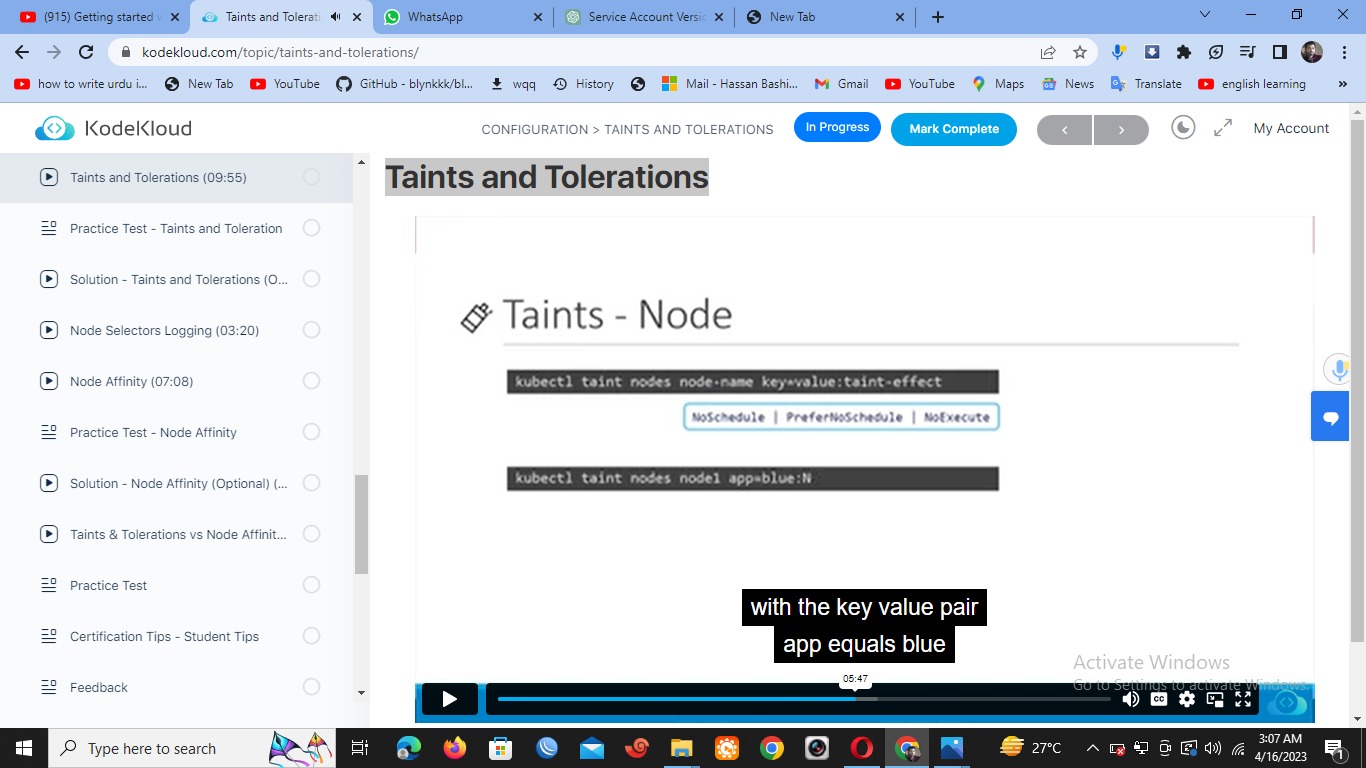 (915) Getting started w
Taints and Tolerati
WhatsApp
Service Account Versio
New Tab
kodekloud.com/topic/taints-and-tolerations/
how to write urdu i...
New Tab
YouTube
GitHub - blynkkk/bl...
wqq
History
Mail - Hassan Bashi...
Gmail
YouTube
Maps
News
Translate
english learning
»
KodeKloud
CONFIGURATION > TAINTS AND TOLERATIONS
In Progress
Mark Complete
<
>
My Account
Taints and Tolerations (09:55)
Practice Test - Taints and Toleration
Solution - Taints and Tolerations (O...
Node Selectors Logging (03:20)
Node Affinity (07:08)
Practice Test - Node Affinity
Solution - Node Affinity (Optional) (...
Taints & Tolerations vs Node Affinit...
Practice Test
Certification Tips - Student Tips
Feedback
Taints and Tolerations
Taints - Node
kubectl taint nodes node-name key=value:taint-effect
NoSchedule | PreferNoSchedule | NoExecute
kubectl taint nodes node1 app=blue:N
with the key value pair
app equals blue
Activate Windows
Go to Settings to activate Windows.
05:47
CC
Type here to search
27°C
3:07 AM
4/16/2023
1